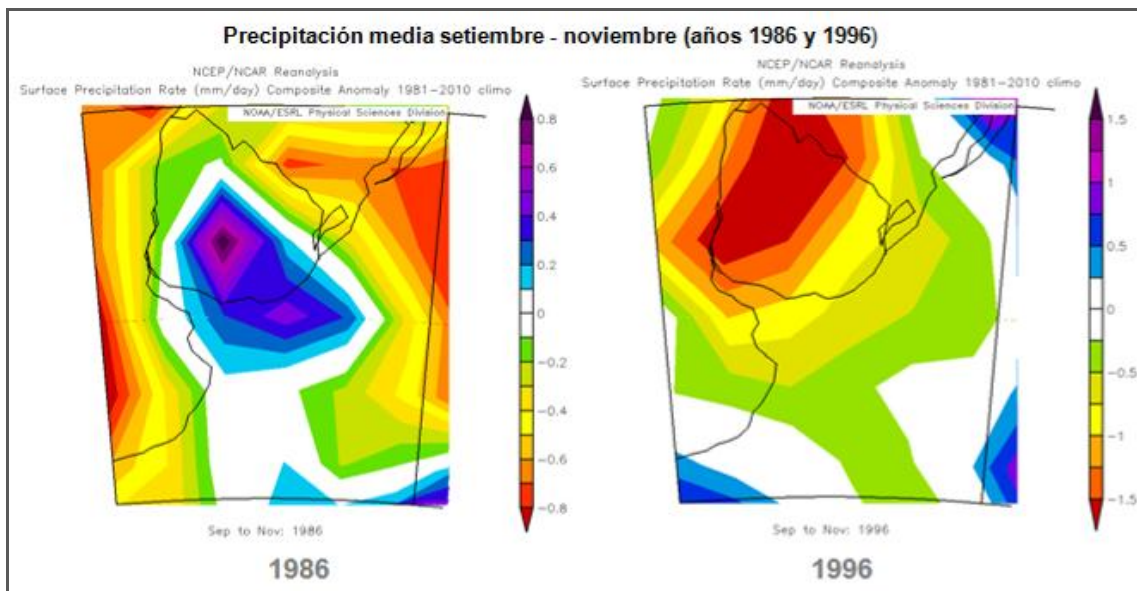 Precipitación media setiembre - noviembre (años 1986 y 1996)
NCEP/NCAR Reanalysis
Surface Precipitation Rate (mm/day) Composite Anomaly 1981-2010 climo
NOAA/ESRL Physical Sciences Division
0.8
0.6
0.4
0.2
0
-0.2
-0.4
-0.6
-0.8
Sep to Nov: 1986
1986
NCEP/NCAR Reanalysis
Surface Precipitation Rate (mm/day) Composite Anomaly 1981-2010 climo
NOAA/ESRL Physical Sciences Division
1.5
1
0.5
0
-0.5
-1
-1.5
Sep to Nov: 1996
1996